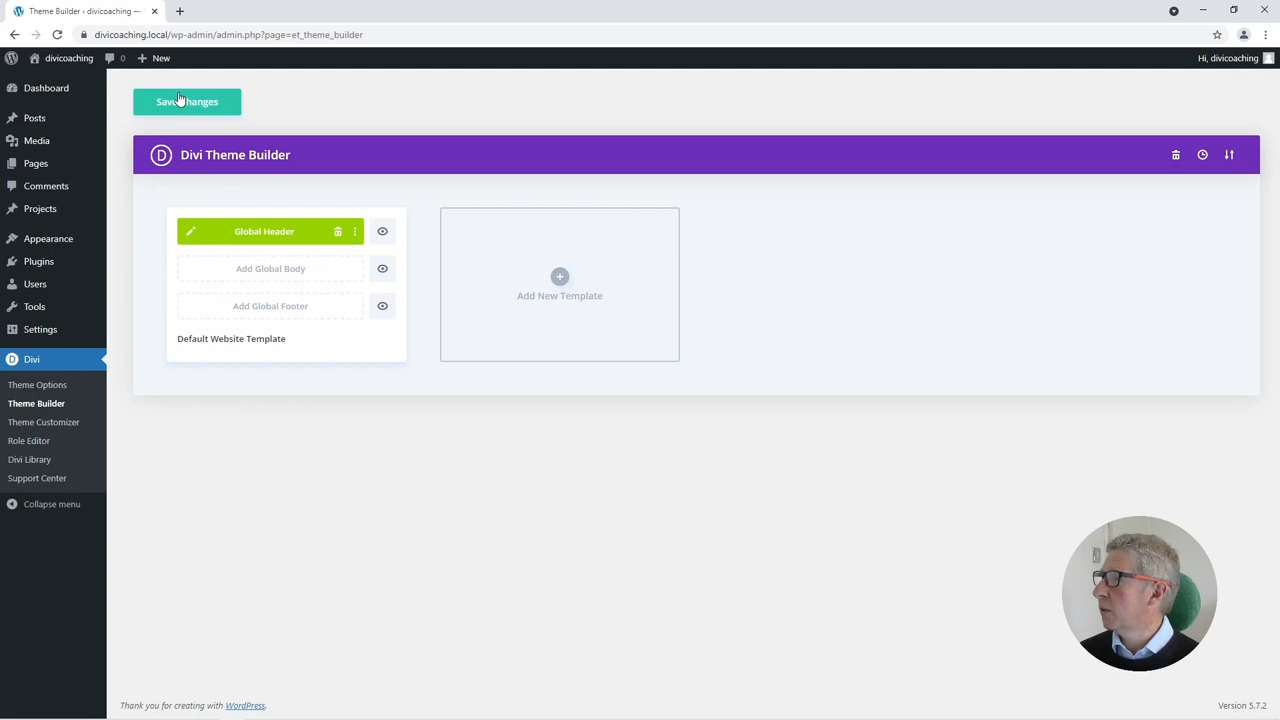 Theme Builder ‹ divicoaching —
divicoaching.local/wp-admin/admin.php?page=et_theme_builder
divicoaching
0
New
Hi, divicoaching
Dashboard
Posts
Media
Pages
Comments
Projects
Appearance
Plugins
Users
Tools
Settings
Divi
Theme Options
Theme Builder
Theme Customizer
Role Editor
Divi Library
Support Center
Collapse menu
Save Changes
D Divi Theme Builder
Global Header
Add Global Body
Add Global Footer
Default Website Template
Add New Template
Thank you for creating with WordPress.
Version 5.7.2